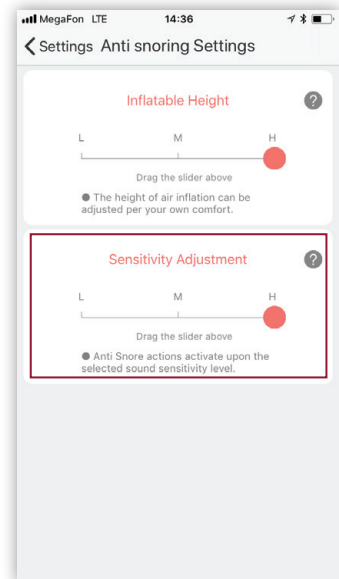 MegaFon LTE 14:36
Settings Anti snoring Settings
Inflatable Height ?
L M H
Drag the slider above
● The height of air inflation can be
adjusted per your own comfort.
Sensitivity Adjustment ?
L M H
Drag the slider above
● Anti Snore actions activate upon the
selected sound sensitivity level.